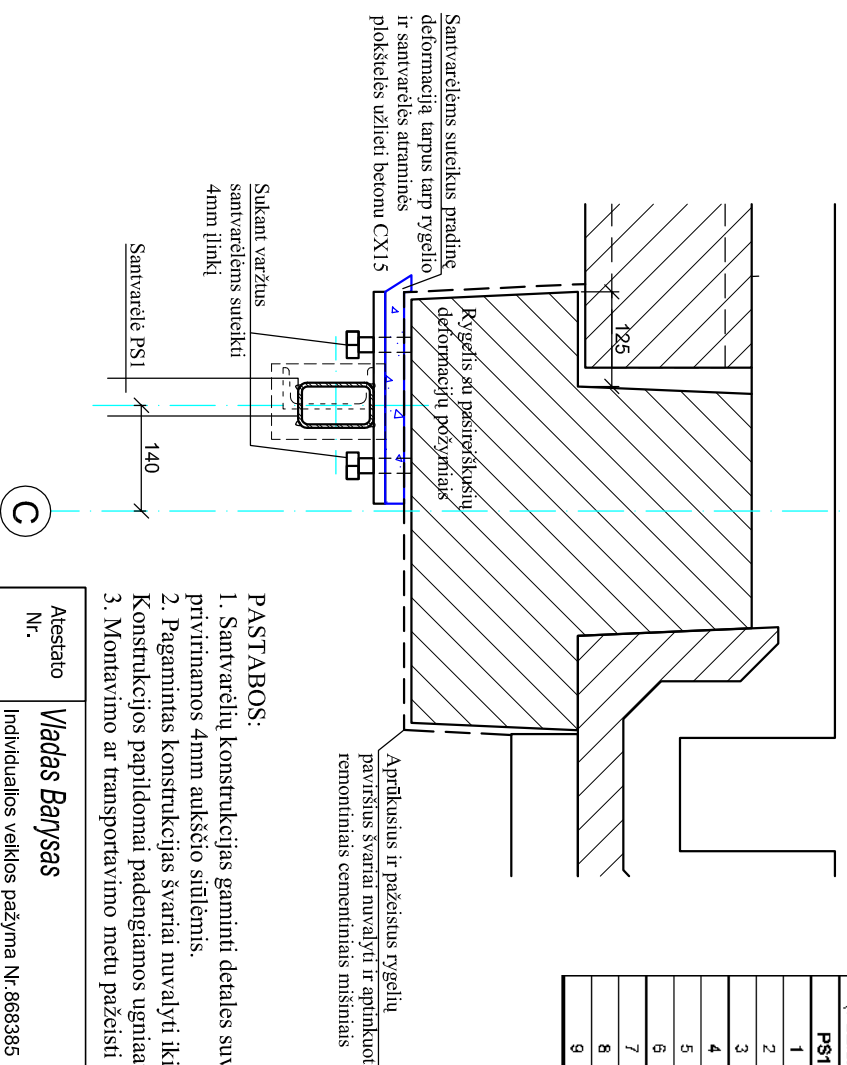 Santvarėlėms suteikus pradinę
deformaciją tarpus tarp rygelio
ir santvarėlės atraminės
plokštelės užlieti betonu CX15
Sukant varžtus
santvarėlėms suteikti
4mm įlinkį
Santvarėlė PS1
125
Rygelis su pasireiškusių
deformacijų požymiais
140
C
Aprūkusius ir pažeistus rygelių
paviršius švariai nuvalyti ir aptinkuot
remontiniais cementiniais mišiniais
PASTABOS:
1. Santvarėlių konstrukcijas gaminti detales suv
privirinamos 4mm aukščio siūlėmis.
2. Pagamintas konstrukcijas švariai nuvalyti iki
Konstrukcijos papildomai padengiamos ugniaa
3. Montavimo ar transportavimo metu pažeisti
Atestato
Nr.
Vladas Barysas
Individualios veiklos pažyma Nr.868385
PS1
1
2
3
4
5
6
7
8
9